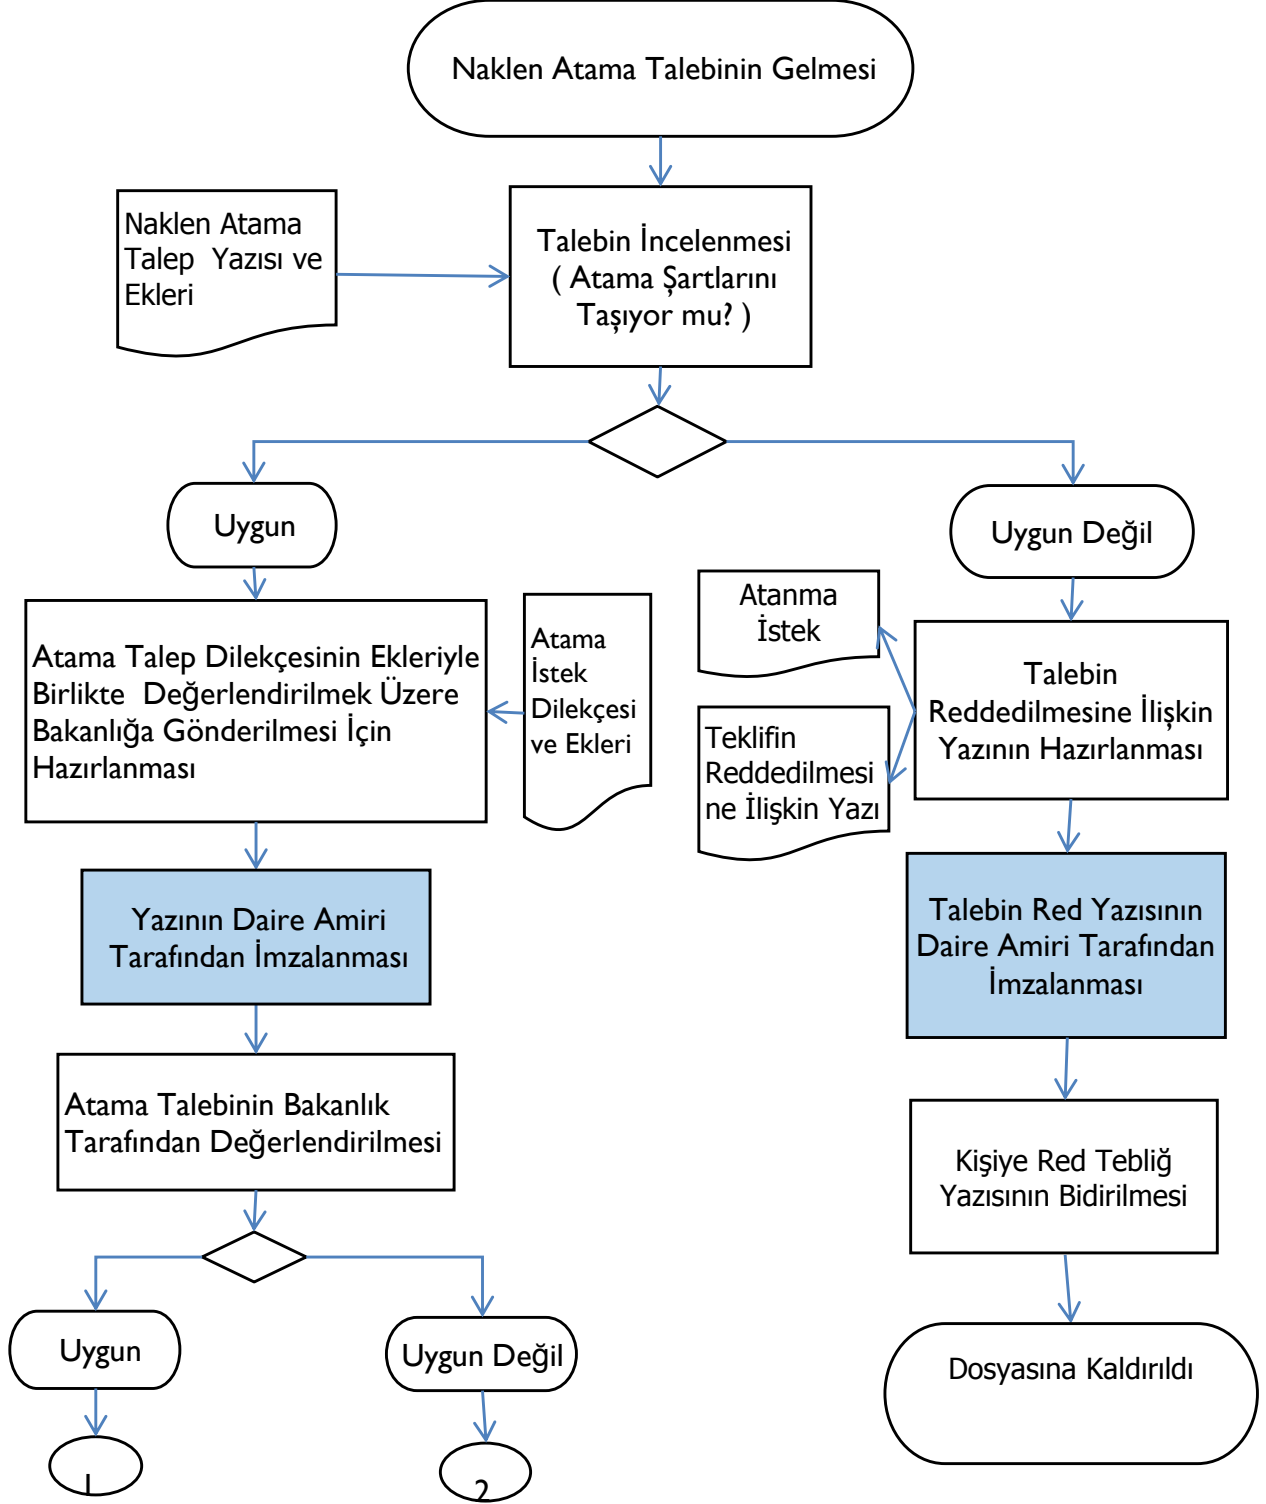 Naklen Atama Talebinin Gelmesi
Naklen Atama
Talep  Yazısı ve
Ekleri
Talebin İncelenmesi
( Atama Şartlarını
Taşıyor mu? )
Uygun
Uygun Değil
Atama Talep Dilekçesinin Ekleriyle
Birlikte  Değerlendirilmek Üzere
Bakanlığa Gönderilmesi İçin
Hazırlanması
Atama
İstek
Dilekçesi
ve Ekleri
Atanma
İstek
Teklifin
Reddedilmesi
ne İlişkin Yazı
Talebin
Reddedilmesine İlişkin
Yazının Hazırlanması
Yazının Daire Amiri
Tarafından İmzalanması
Talebin Red Yazısının
Daire Amiri Tarafından
İmzalanması
Atama Talebinin Bakanlık
Tarafından Değerlendirilmesi
Kişiye Red Tebliğ
Yazısının Bidirilmesi
Uygun
Uygun Değil
Dosyasına Kaldırıldı
1
2